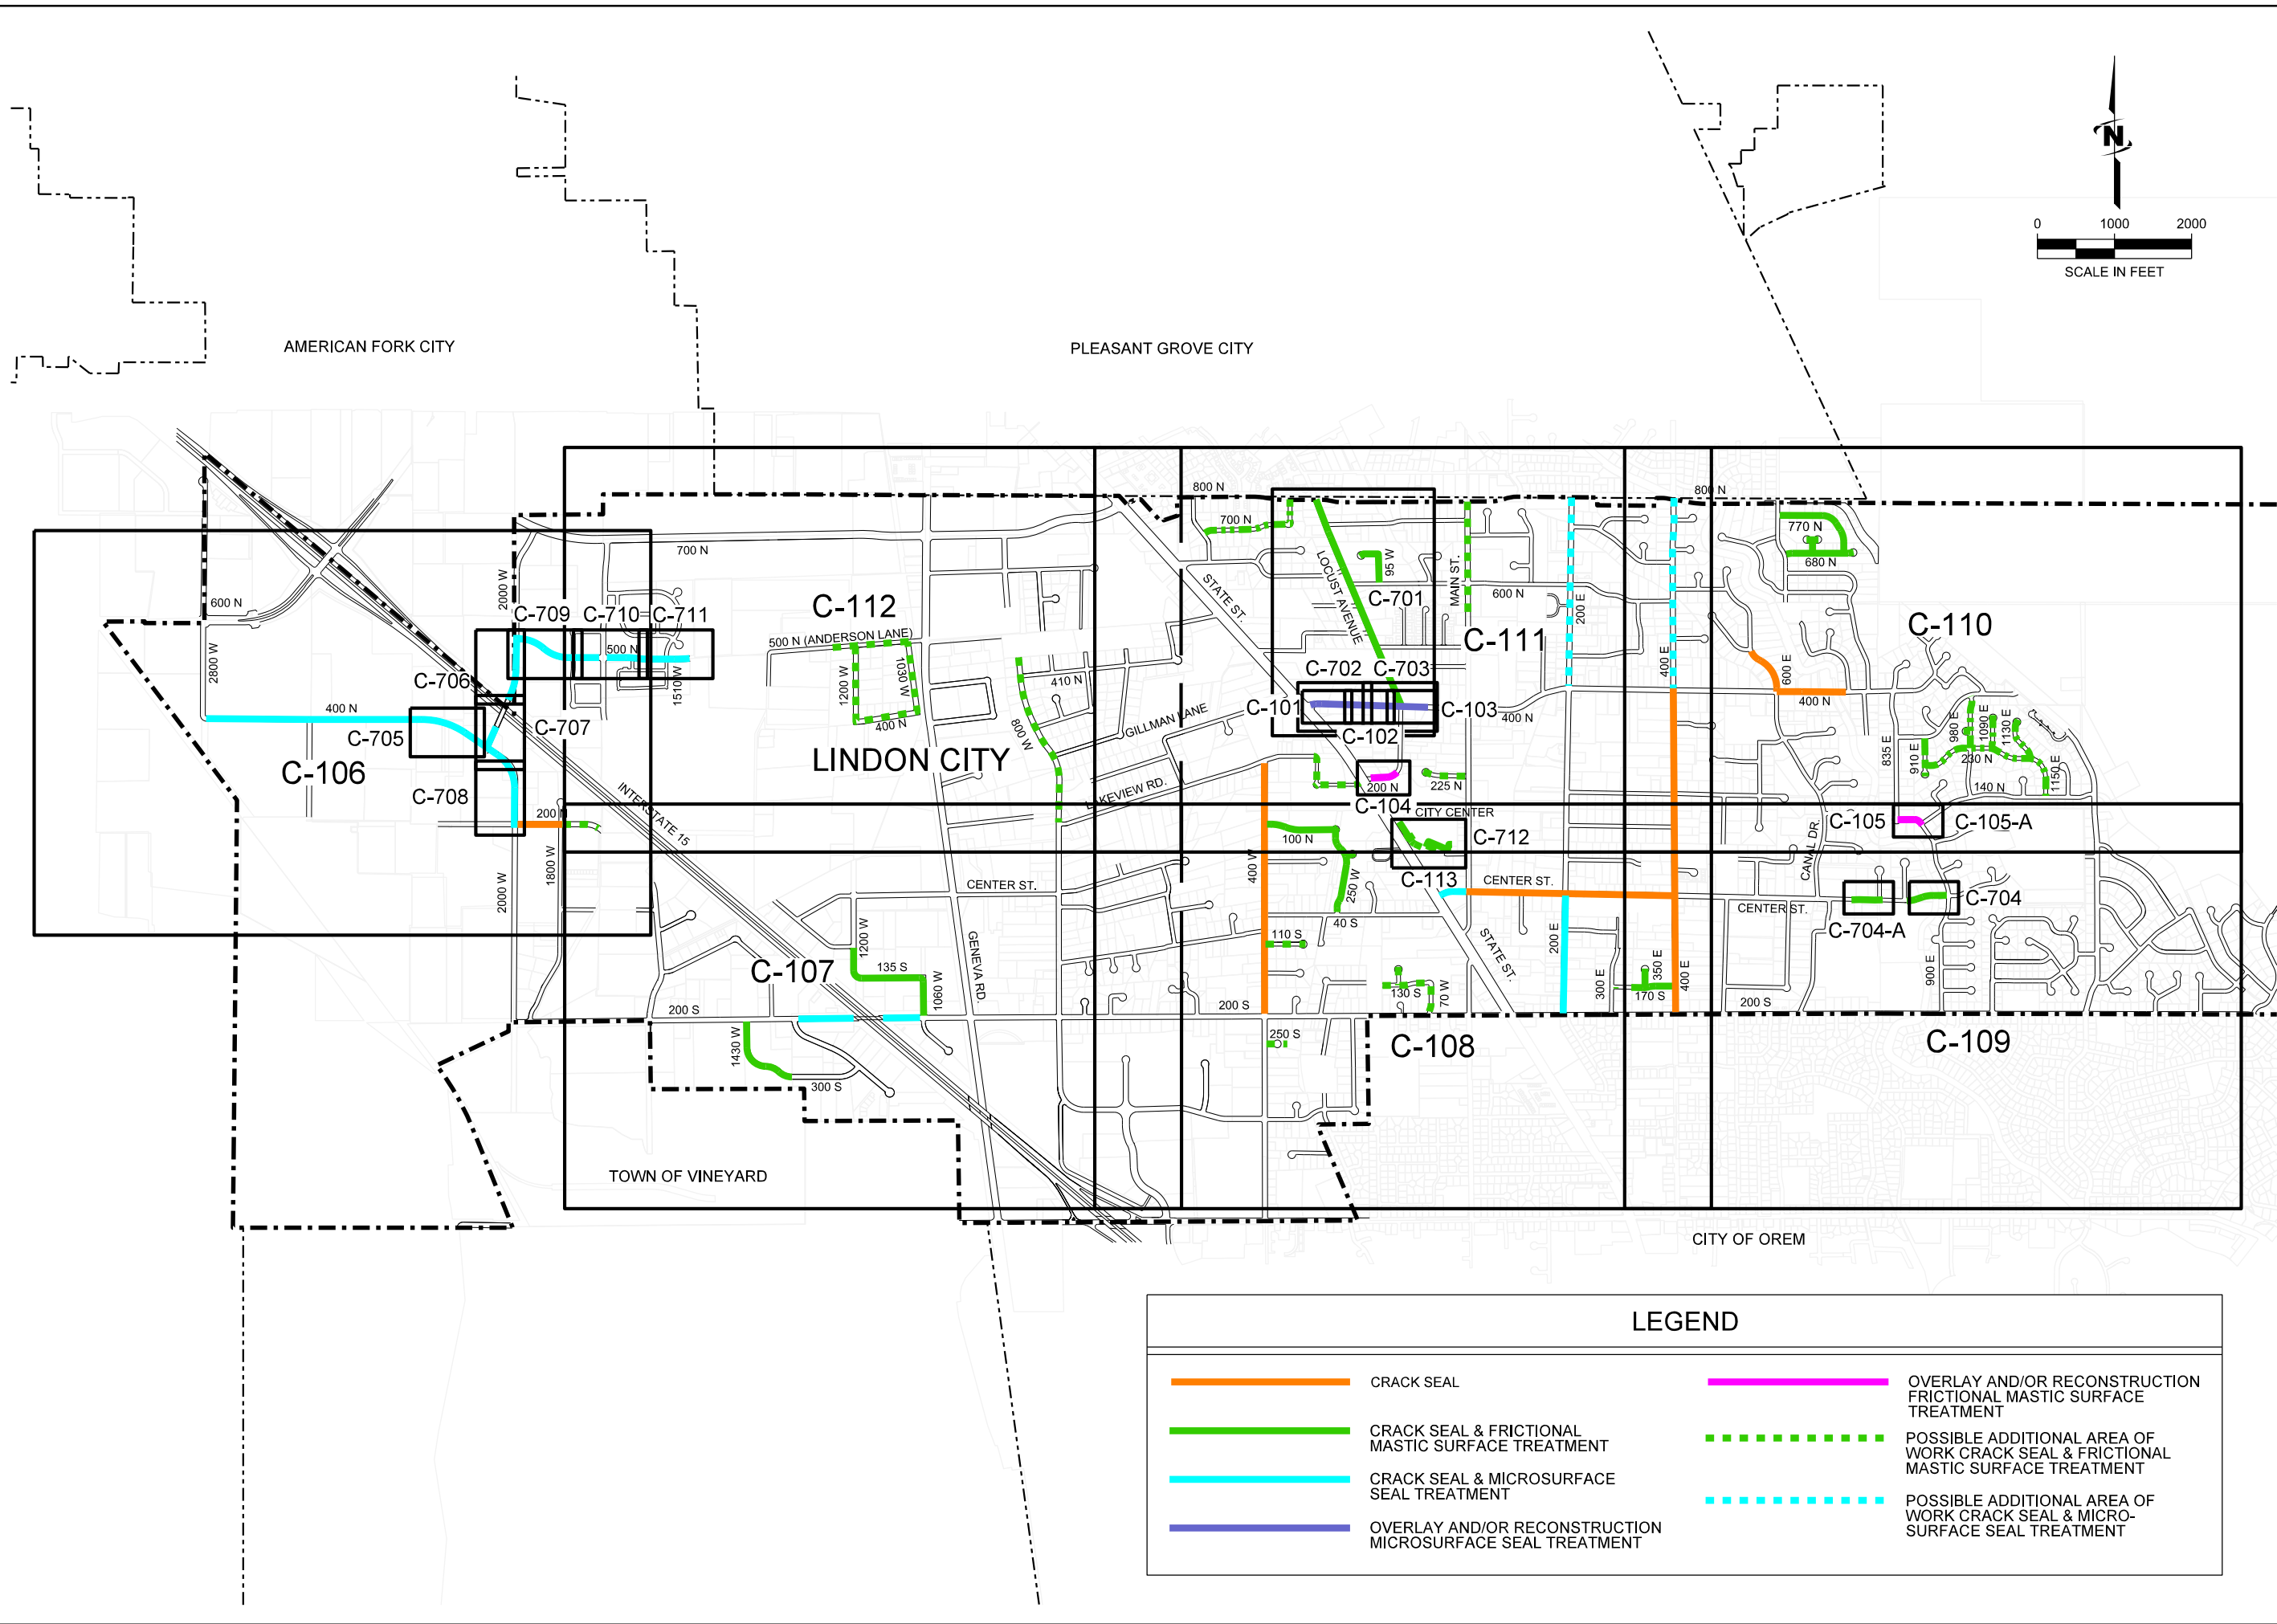 N
0 1000 2000
SCALE IN FEET
AMERICAN FORK CITY
PLEASANT GROVE CITY
800 N
800 N
700 N
770 N
700 N
680 N
LOCUST AVENUE
95 W
MAIN ST.
STATE ST.
2000 W
600 N
600 N
C-701
200 E
C-709
C-710
C-711
C-112
C-111
C-110
500 N (ANDERSON LANE)
500 N
2800 W
1510 W
1200 W
1030 W
410 N
C-702
C-703
400 E
600 E
C-706
400 N
C-705
C-707
400 N
800 W
GILLMAN LANE
C-101
C-103
C-102
400 N
400 N
980 E
1090 E
1130 E
835 E
910 E
230 N
1150 E
C-106
LINDON CITY
C-708
INTERSTATE 15
LAKEVIEW RD.
200 N
225 N
140 N
C-104
CITY CENTER
200 N
C-105
C-105-A
100 N
C-712
CANAL DR.
1800 W
400 W
250 W
C-113
2000 W
CENTER ST.
CENTER ST.
CENTER ST.
C-704
C-704-A
40 S
1200 W
GENEVA RD.
110 S
STATE ST.
200 E
C-107
135 S
1060 W
130 S
70 W
300 E
350 E
170 S
400 E
900 E
200 S
200 S
200 S
1430 W
250 S
C-108
C-109
300 S
TOWN OF VINEYARD
CITY OF OREM
LEGEND
CRACK SEAL
CRACK SEAL & FRICTIONAL
MASTIC SURFACE TREATMENT
CRACK SEAL & MICROSURFACE
SEAL TREATMENT
OVERLAY AND/OR RECONSTRUCTION
MICROSURFACE SEAL TREATMENT
OVERLAY AND/OR RECONSTRUCTION
FRICTIONAL MASTIC SURFACE
TREATMENT
POSSIBLE ADDITIONAL AREA OF
WORK CRACK SEAL & FRICTIONAL
MASTIC SURFACE TREATMENT
POSSIBLE ADDITIONAL AREA OF
WORK CRACK SEAL & MICRO-
SURFACE SEAL TREATMENT